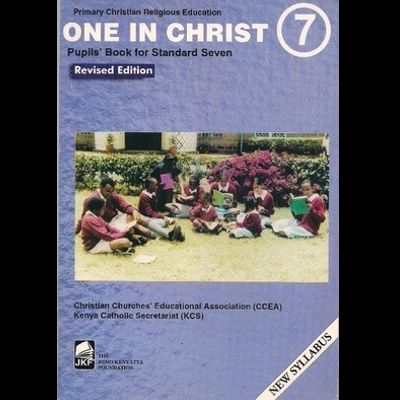 Primary Christian Religious Education
ONE IN CHRIST 7
Pupils' Book for Standard Seven
Revised Edition
Christian Churches' Educational Association (CCEA)
Kenya Catholic Secretariat (KCS)
JKF
THE
JOMO KENYATTA
FOUNDATION
NEW SYLLABUS